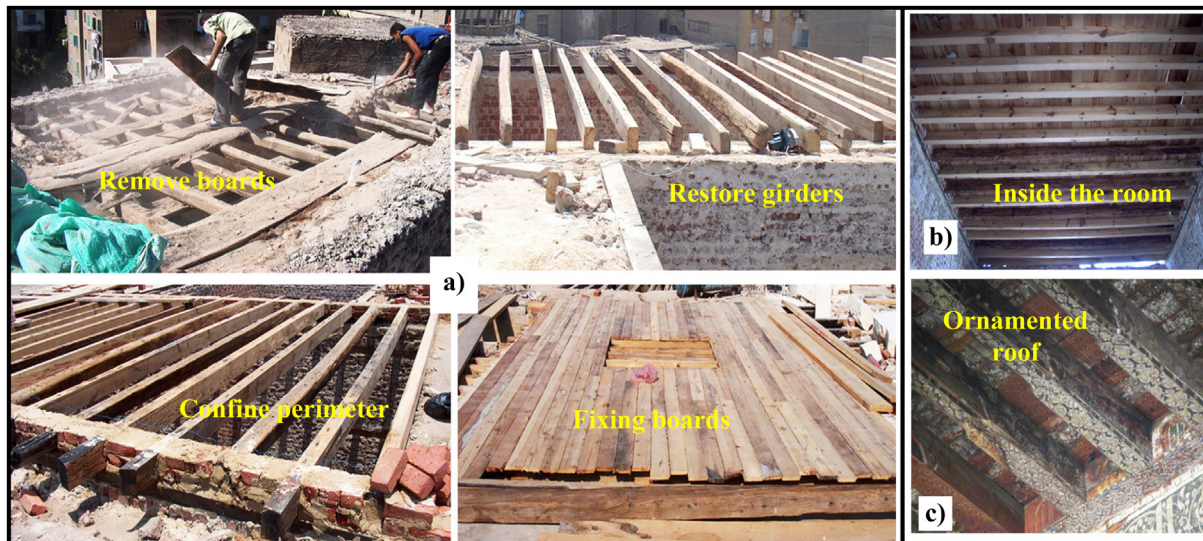 Remove boards
Restore girders
a)
Confine perimeter
Fixing boards
Inside the room
b)
Ornamented
roof
c)